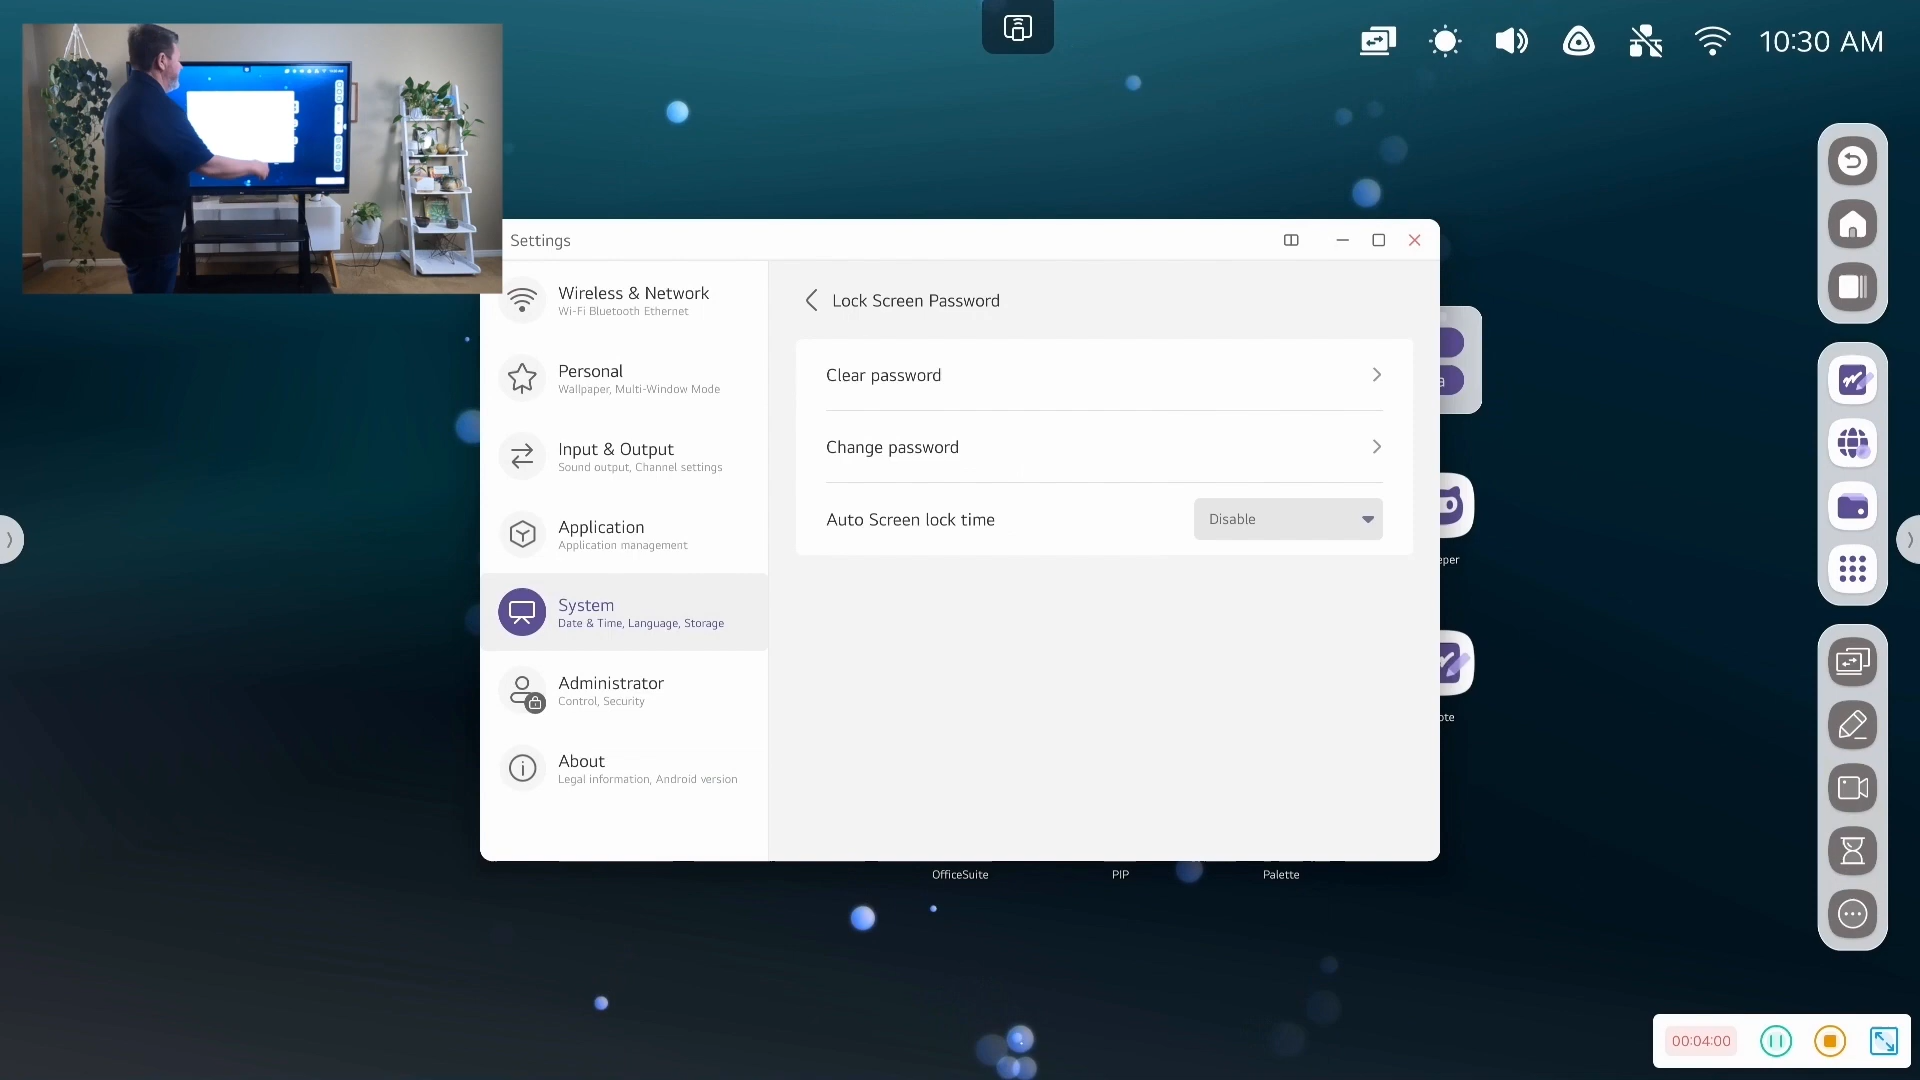 10:30 AM
Settings
Wireless & Network
Wi-Fi Bluetooth Ethernet
Personal
Wallpaper, Multi-Window Mode
Input & Output
Sound output, Channel settings
Application
Application management
System
Date & Time, Language, Storage
Administrator
Control, Security
About
Legal information, Android version
Lock Screen Password
Clear password
Change password
Auto Screen lock time
Disable
a
eper
ote
OfficeSuite
PIP
Palette
00:04:00